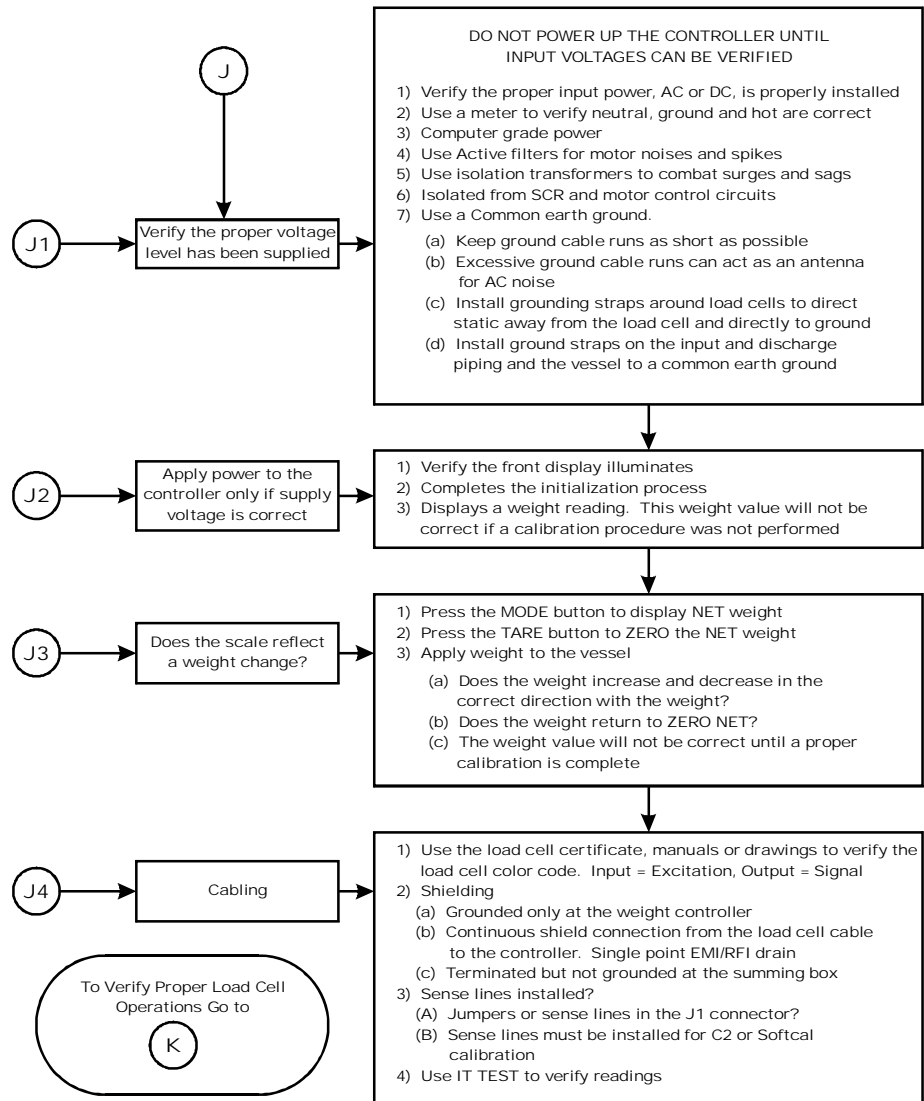 J
DO NOT POWER UP THE CONTROLLER UNTIL
INPUT VOLTAGES CAN BE VERIFIED
1) Verify the proper input power, AC or DC, is properly installed
2) Use a meter to verify neutral, ground and hot are correct
3) Computer grade power
4) Use Active filters for motor noises and spikes
5) Use isolation transformers to combat surges and sags
6) Isolated from SCR and motor control circuits
7) Use a Common earth ground.
(a) Keep ground cable runs as short as possible
(b) Excessive ground cable runs can act as an antenna
for AC noise
(c) Install grounding straps around load cells to direct
static away from the load cell and directly to ground
(d) Install ground straps on the input and discharge
piping and the vessel to a common earth ground
J1
Verify the proper voltage
level has been supplied
J2
Apply power to the
controller only if supply
voltage is correct
1) Verify the front display illuminates
2) Completes the initialization process
3) Displays a weight reading. This weight value will not be
correct if a calibration procedure was not performed
J3
Does the scale reflect
a weight change?
1) Press the MODE button to display NET weight
2) Press the TARE button to ZERO the NET weight
3) Apply weight to the vessel
(a) Does the weight increase and decrease in the
correct direction with the weight?
(b) Does the weight return to ZERO NET?
(c) The weight value will not be correct until a proper
calibration is complete
J4
Cabling
1) Use the load cell certificate, manuals or drawings to verify the
load cell color code. Input = Excitation, Output = Signal
2) Shielding
(a) Grounded only at the weight controller
(b) Continuous shield connection from the load cell cable
to the controller. Single point EMI/RFI drain
(c) Terminated but not grounded at the summing box
3) Sense lines installed?
(A) Jumpers or sense lines in the J1 connector?
(B) Sense lines must be installed for C2 or Softcal
calibration
4) Use IT TEST to verify readings
To Verify Proper Load Cell
Operations Go to
K